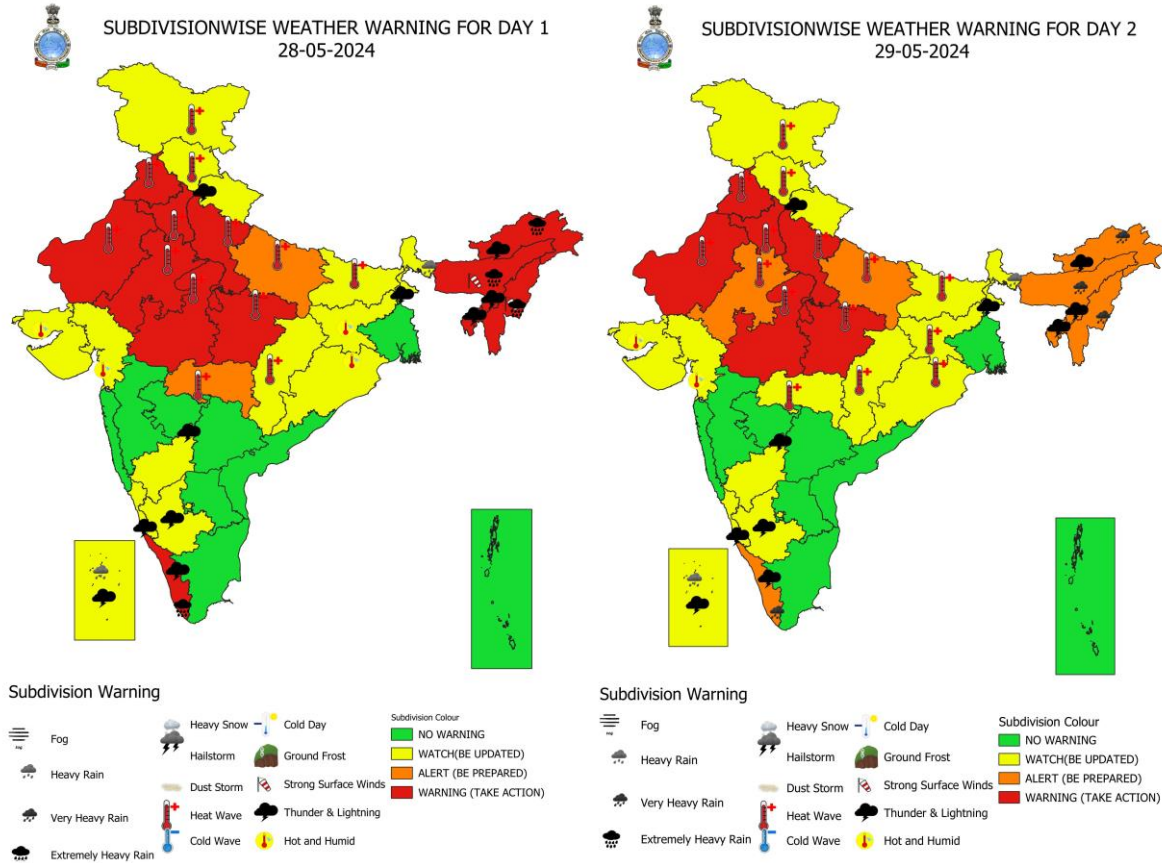 SUBDIVISIONWISE WEATHER WARNING FOR DAY 1
28-05-2024
Subdivision Warning
Fog
Heavy Rain
Very Heavy Rain
Extremely Heavy Rain
Heavy Snow
Hailstorm
Dust Storm
Heat Wave
Cold Wave
Cold Day
Ground Frost
Strong Surface Winds
Thunder & Lightning
Hot and Humid
Subdivision Colour
NO WARNING
WATCH(BE UPDATED)
ALERT (BE PREPARED)
WARNING (TAKE ACTION)
SUBDIVISIONWISE WEATHER WARNING FOR DAY 2
29-05-2024
Subdivision Warning
Fog
Heavy Rain
Very Heavy Rain
Extremely Heavy Rain
Heavy Snow
Hailstorm
Dust Storm
Heat Wave
Cold Wave
Cold Day
Ground Frost
Strong Surface Winds
Thunder & Lightning
Hot and Humid
Subdivision Colour
NO WARNING
WATCH(BE UPDATED)
ALERT (BE PREPARED)
WARNING (TAKE ACTION)